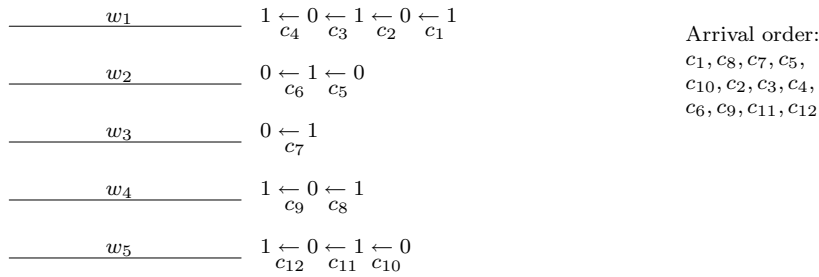 w₁ 1 ← 0 ← 1 ← 0 ← 1
c₄ c₃ c₂ c₁
w₂ 0 ← 1 ← 0
c₆ c₅
w₃ 0 ← 1
c₇
w₄ 1 ← 0 ← 1
c₉ c₈
w₅ 1 ← 0 ← 1 ← 0
c₁₂ c₁₁ c₁₀
Arrival order:
c₁, c₈, c₇, c₅,
c₁₀, c₂, c₃, c₄,
c₆, c₉, c₁₁, c₁₂